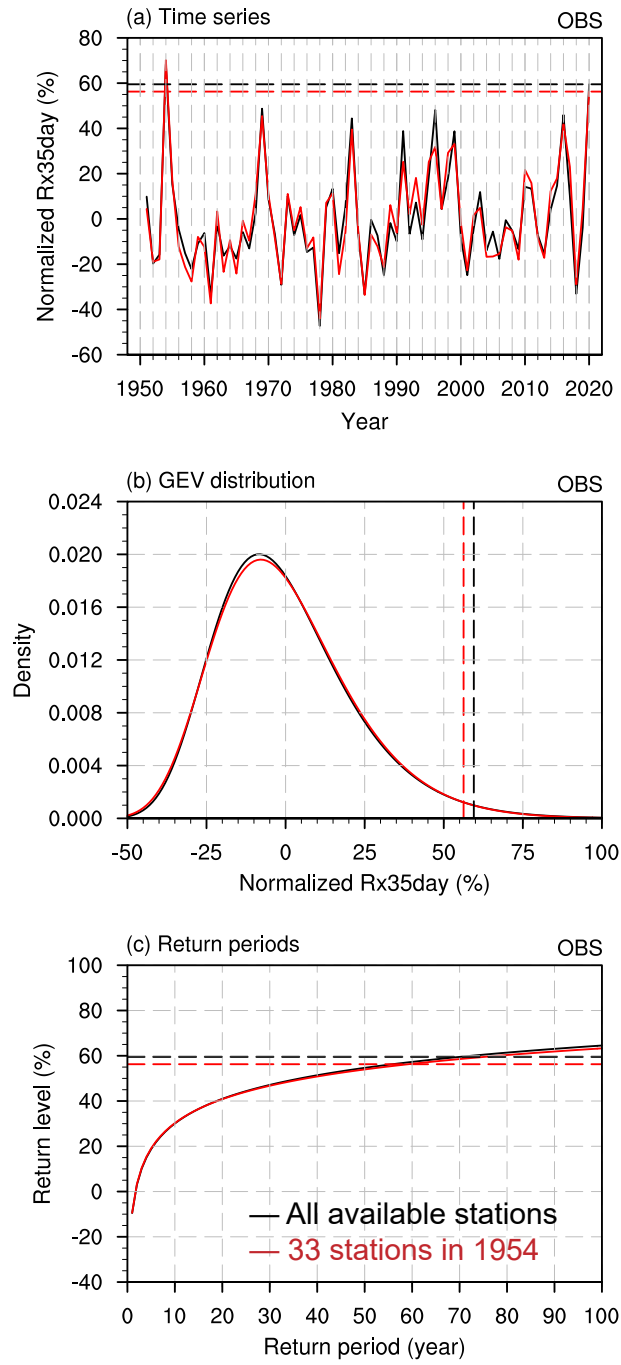 (a) Time series OBS
80
60
40
20
0
-20
-40
-60
Normalized Rx35day (%)
1950 1960 1970 1980 1990 2000 2010 2020
Year
(b) GEV distribution OBS
0.024
0.020
0.016
0.012
0.008
0.004
0.000
Density
-50 -25 0 25 50 75 100
Normalized Rx35day (%)
(c) Return periods OBS
100
80
60
40
20
0
-20
-40
Return level (%)
All available stations
33 stations in 1954
0 10 20 30 40 50 60 70 80 90 100
Return period (year)